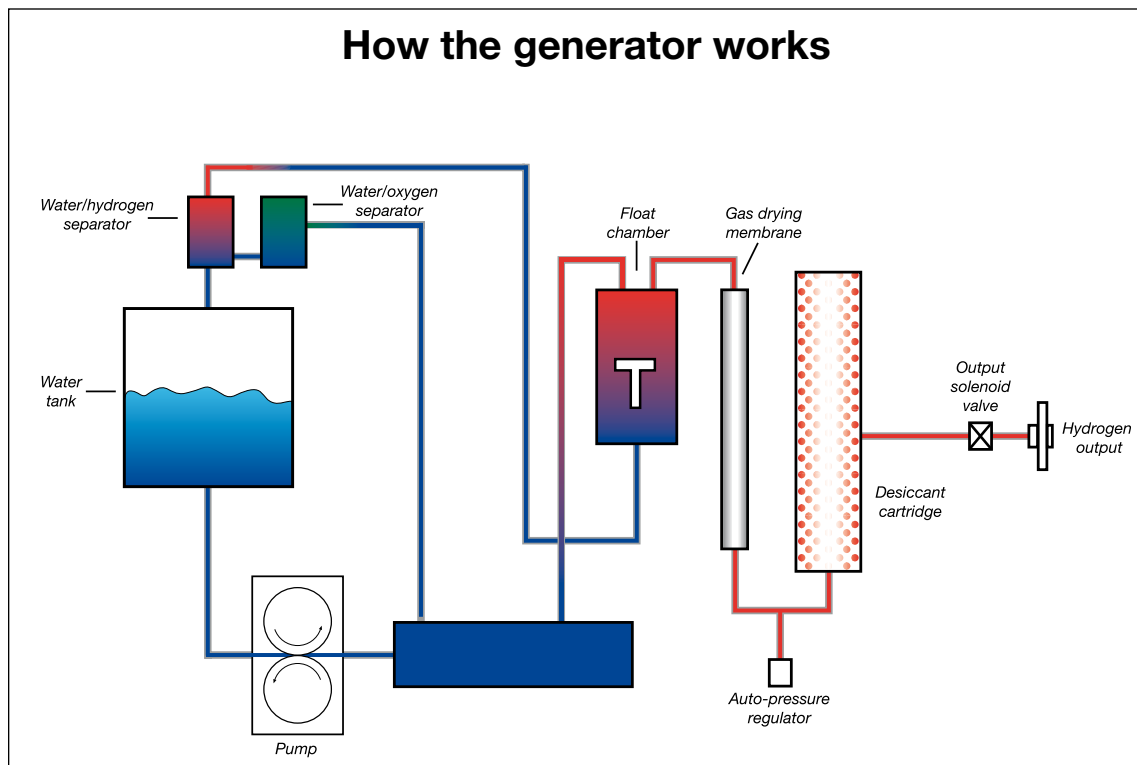 How the generator works
Water/hydrogen
separator
Water/oxygen
separator
Float
chamber
Gas drying
membrane
Water
tank
Output
solenoid
valve
Hydrogen
output
Desiccant
cartridge
Auto-pressure
regulator
Pump